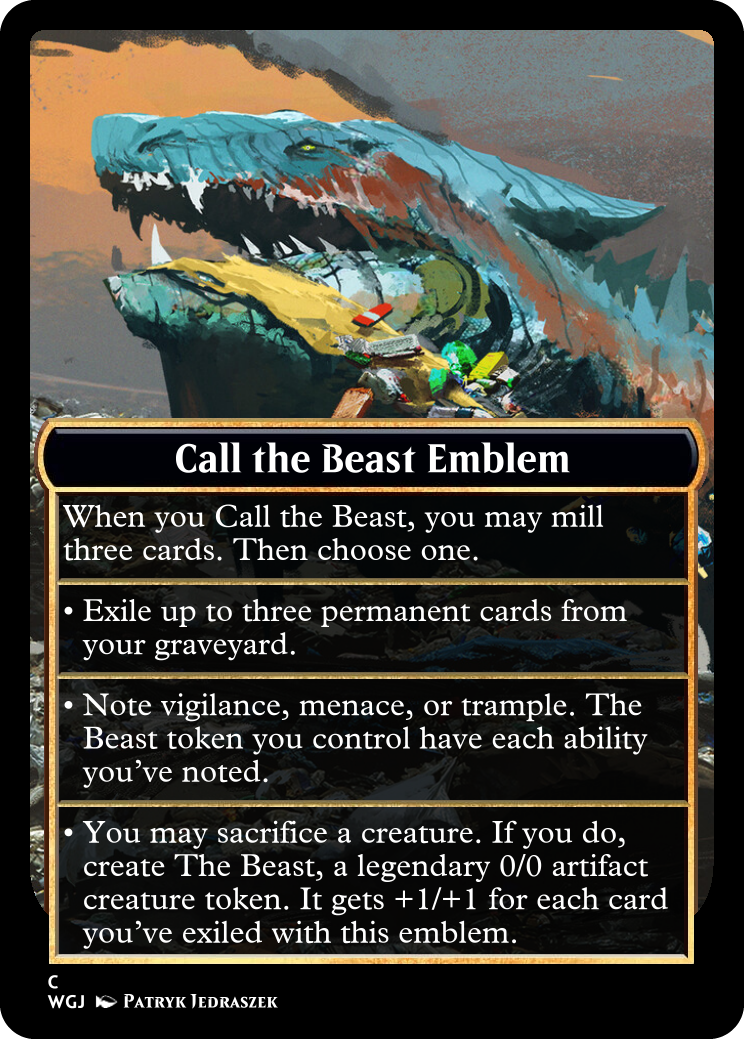 Call the Beast Emblem
When you Call the Beast, you may mill
three cards. Then choose one.
• Exile up to three permanent cards from
your graveyard.
• Note vigilance, menace, or trample. The
Beast token you control have each ability
you've noted.
• You may sacrifice a creature. If you do,
create The Beast, a legendary 0/0 artifact
creature token. It gets +1/+1 for each card
you've exiled with this emblem.
C
WGJ Patryk Jedraszek